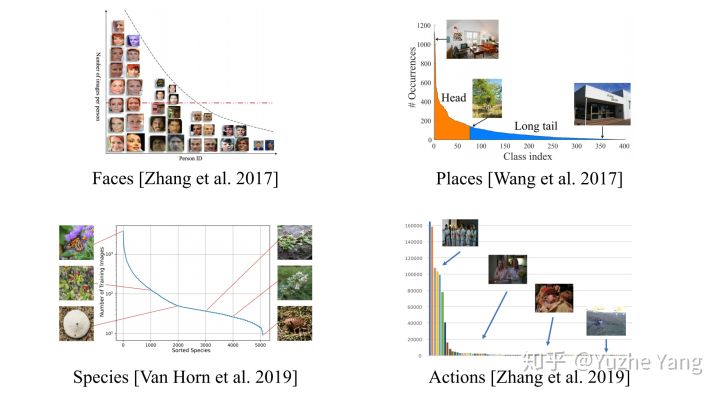 Number of images per person
Person ID
Faces [Zhang et al. 2017]
# Occurrences
1200
1000
800
600
400
200
0
Head
Long tail
0 50 100 150 200 250 300 350 400
Class index
Places [Wang et al. 2017]
Number of Training Images
10³
10²
10¹
0 1000 2000 3000 4000 5000
Sorted Species
Species [Van Horn et al. 2019]
160000
140000
120000
100000
80000
60000
40000
20000
0
知乎 @Yuzhe Yang
Actions [Zhang et al. 2019]